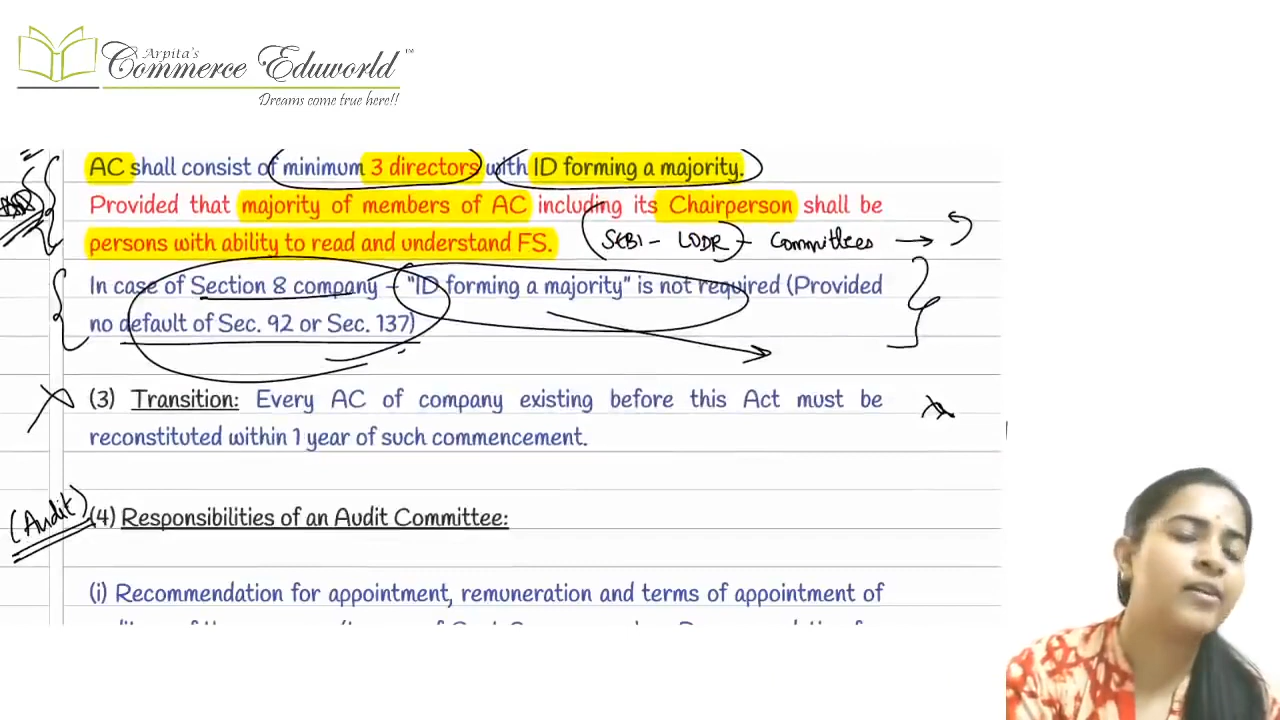 Arpita's
Commerce Eduworld™
Dreams come true here!!
AC shall consist of minimum 3 directors with ID forming a majority.
Provided that majority of members of AC including its Chairperson shall be
persons with ability to read and understand FS. SEBI - LODR - Committees →
In case of Section 8 company - "ID forming a majority" is not required (Provided
no default of Sec. 92 or Sec. 137)
(3) Transition: Every AC of company existing before this Act must be
reconstituted within 1 year of such commencement.
(Audit) (4) Responsibilities of an Audit Committee:
(i) Recommendation for appointment, remuneration and terms of appointment of